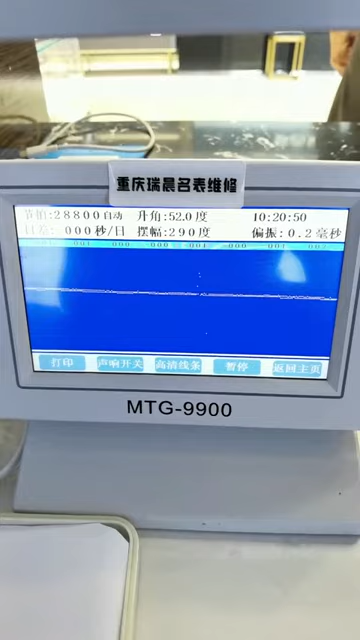 重庆瑞晨名表维修
节拍:28800自动 升角:52.0度 10:20:50
日差: 000秒/日 摆幅:290度 偏振:0.2毫秒
打印 声响开关 高清线条 暂停 返回主页
MTG-9900